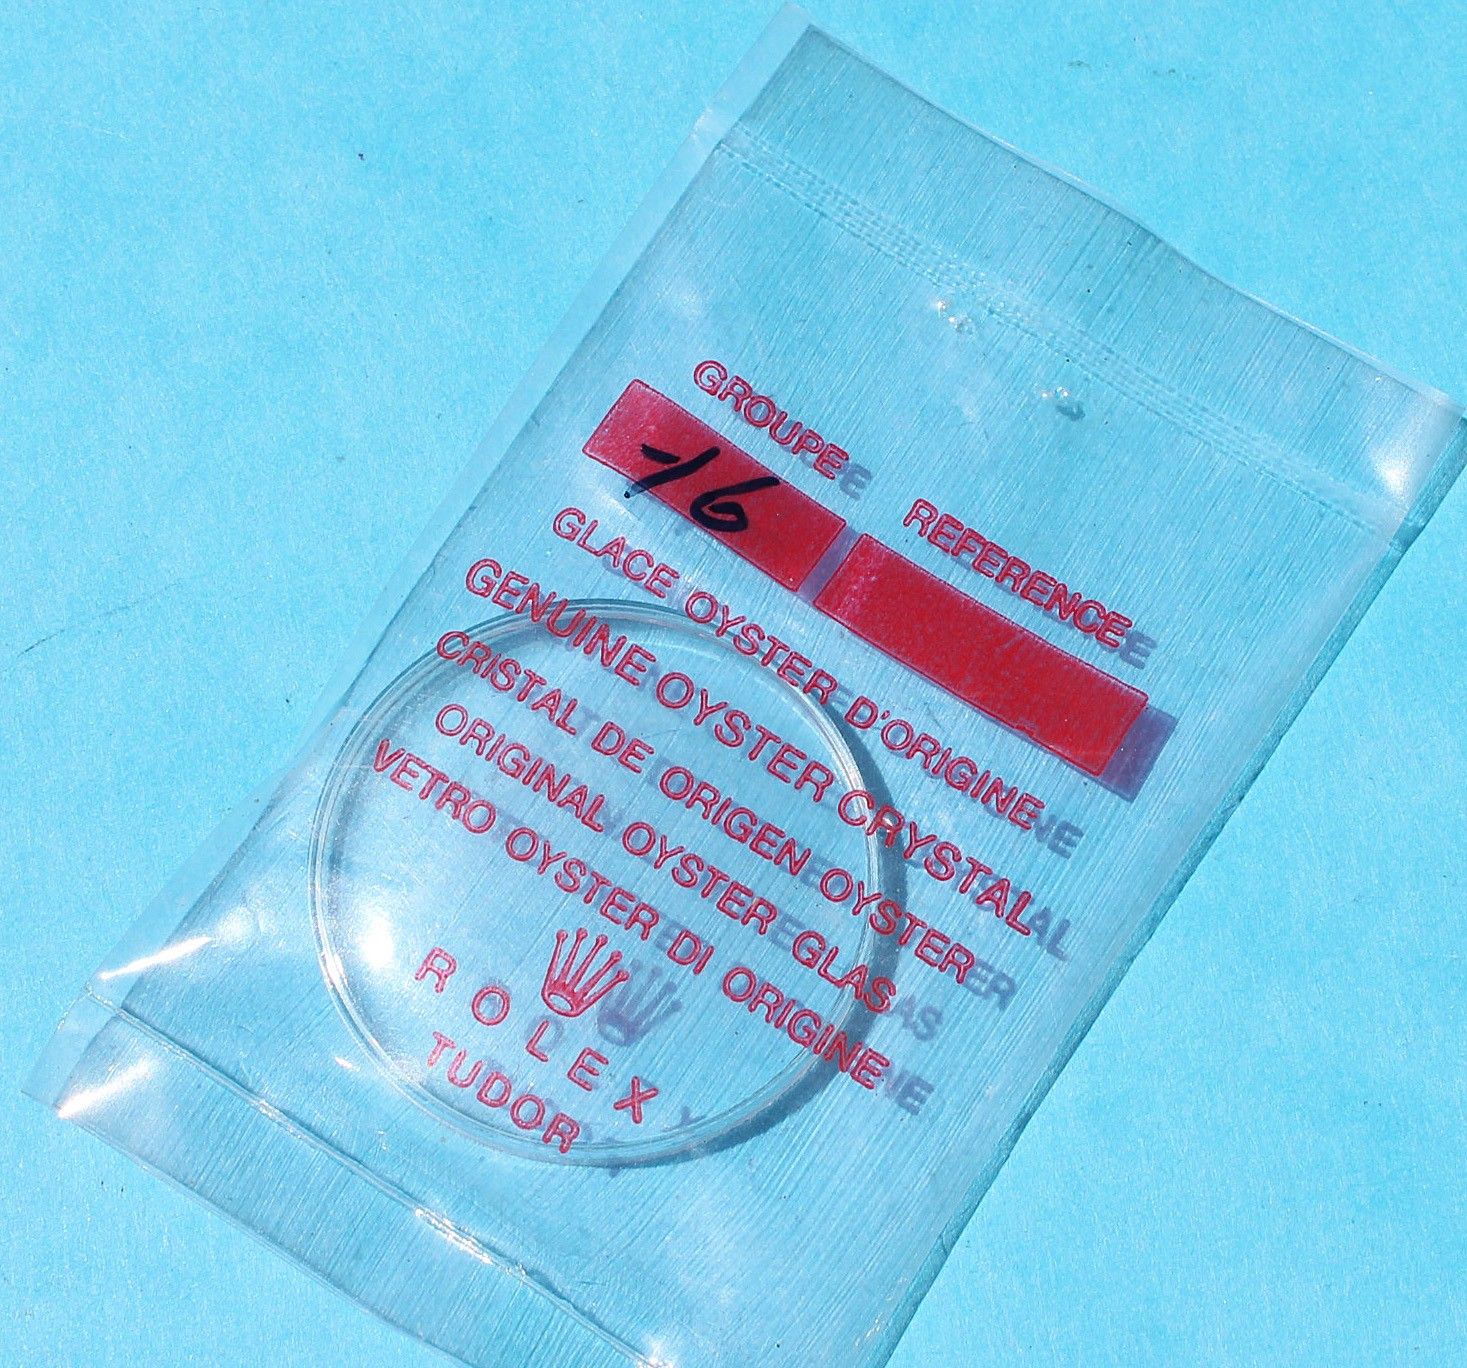 GROUPE REFERENCE
-16
GLACE OYSTER D'ORIGINE
GENUINE OYSTER CRYSTAL
CRISTAL DE ORIGEN OYSTER
ORIGINAL OYSTER GLAS
VETRO OYSTER DI ORIGINE
ROLEX
TUDOR